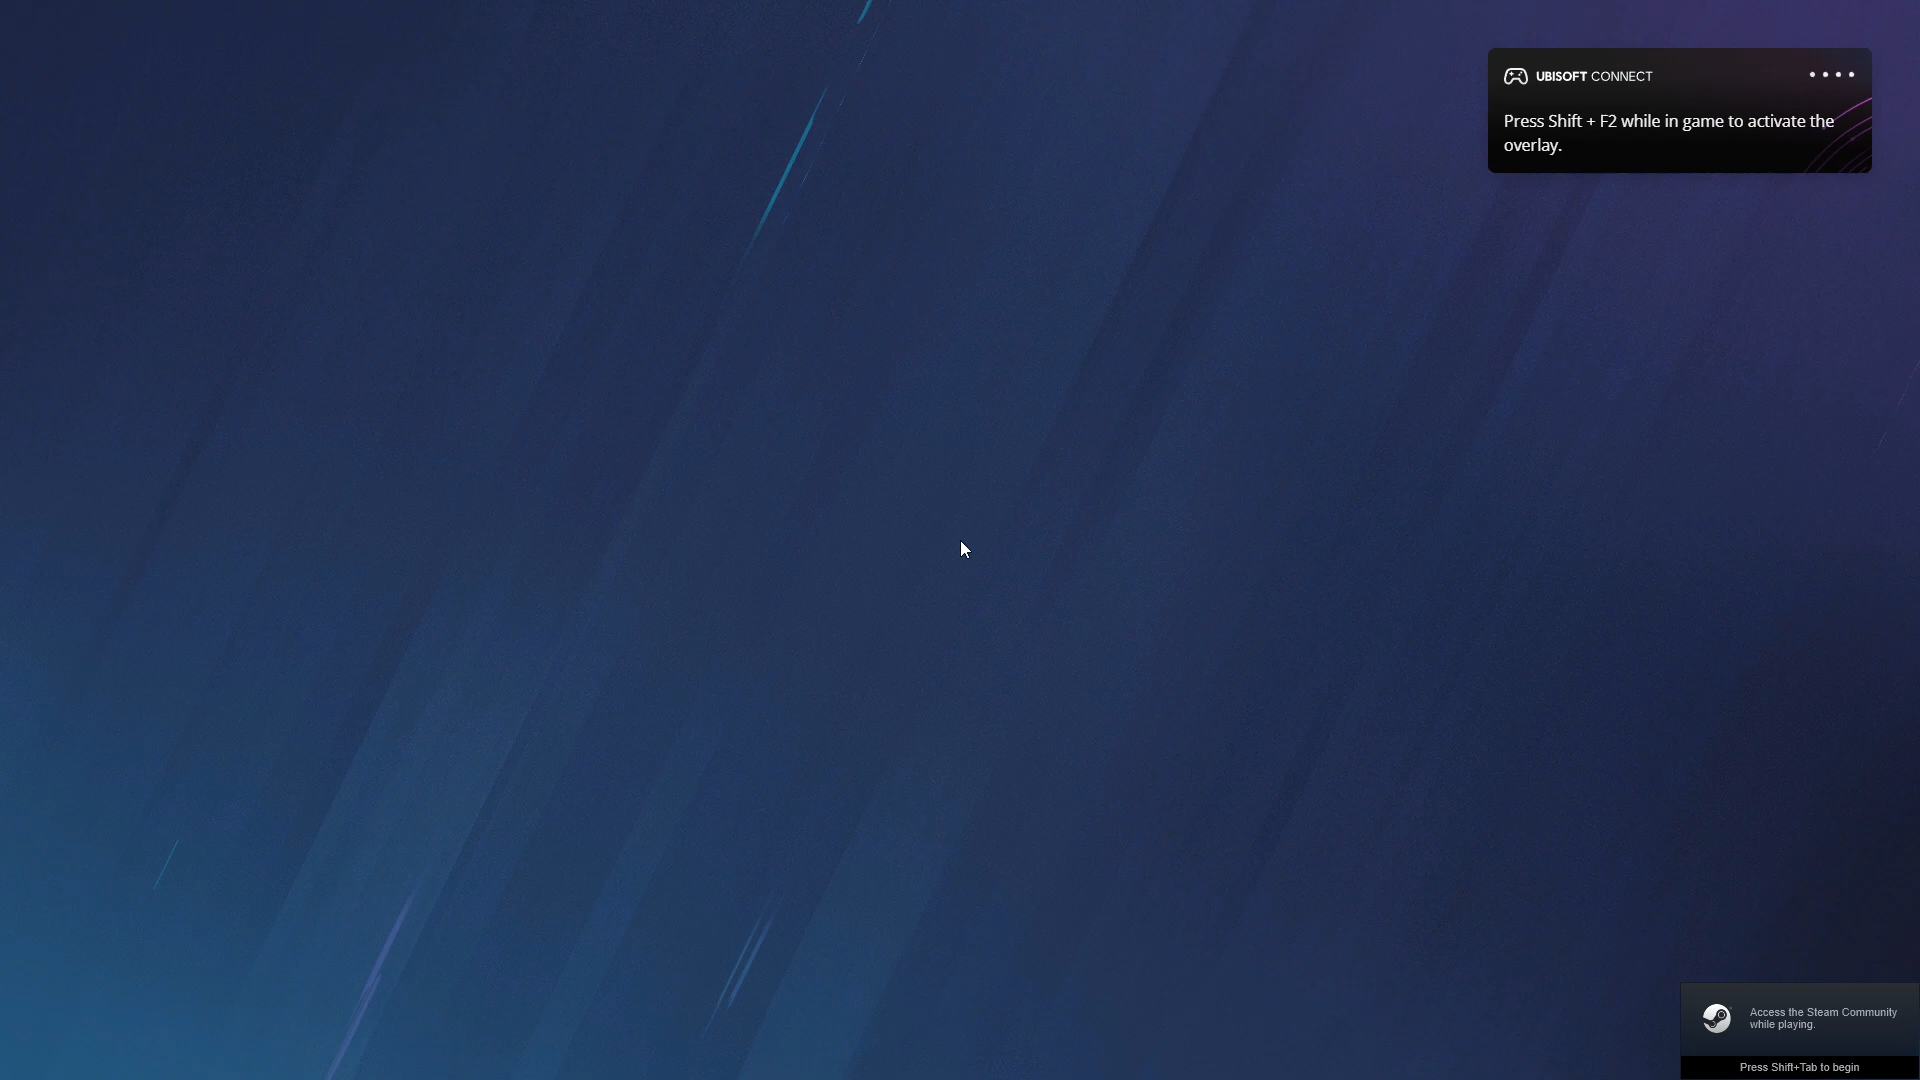 UBISOFT CONNECT
Press Shift + F2 while in game to activate the
overlay.
Access the Steam Community
while playing.
Press Shift+Tab to begin